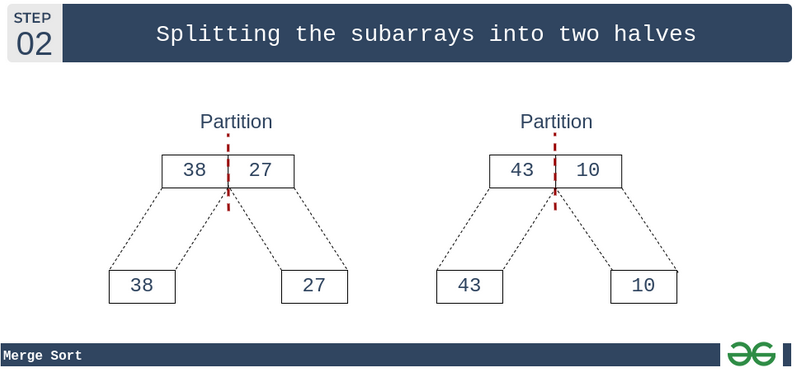 STEP
02
Splitting the subarrays into two halves
Partition Partition
38 27 43 10
38 27 43 10
Merge Sort